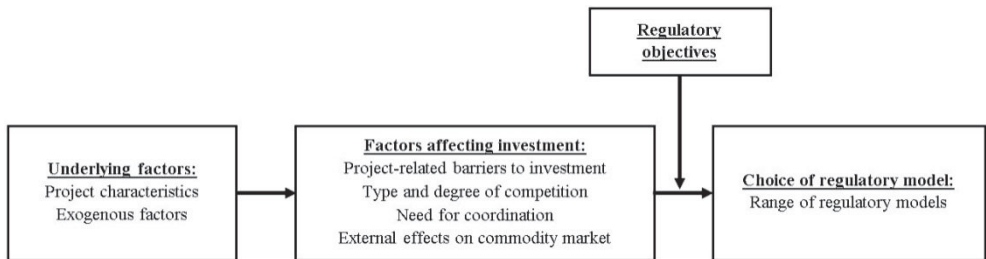 Regulatory
objectives
Underlying factors:
Project characteristics
Exogenous factors
Factors affecting investment:
Project-related barriers to investment
Type and degree of competition
Need for coordination
External effects on commodity market
Choice of regulatory model:
Range of regulatory models